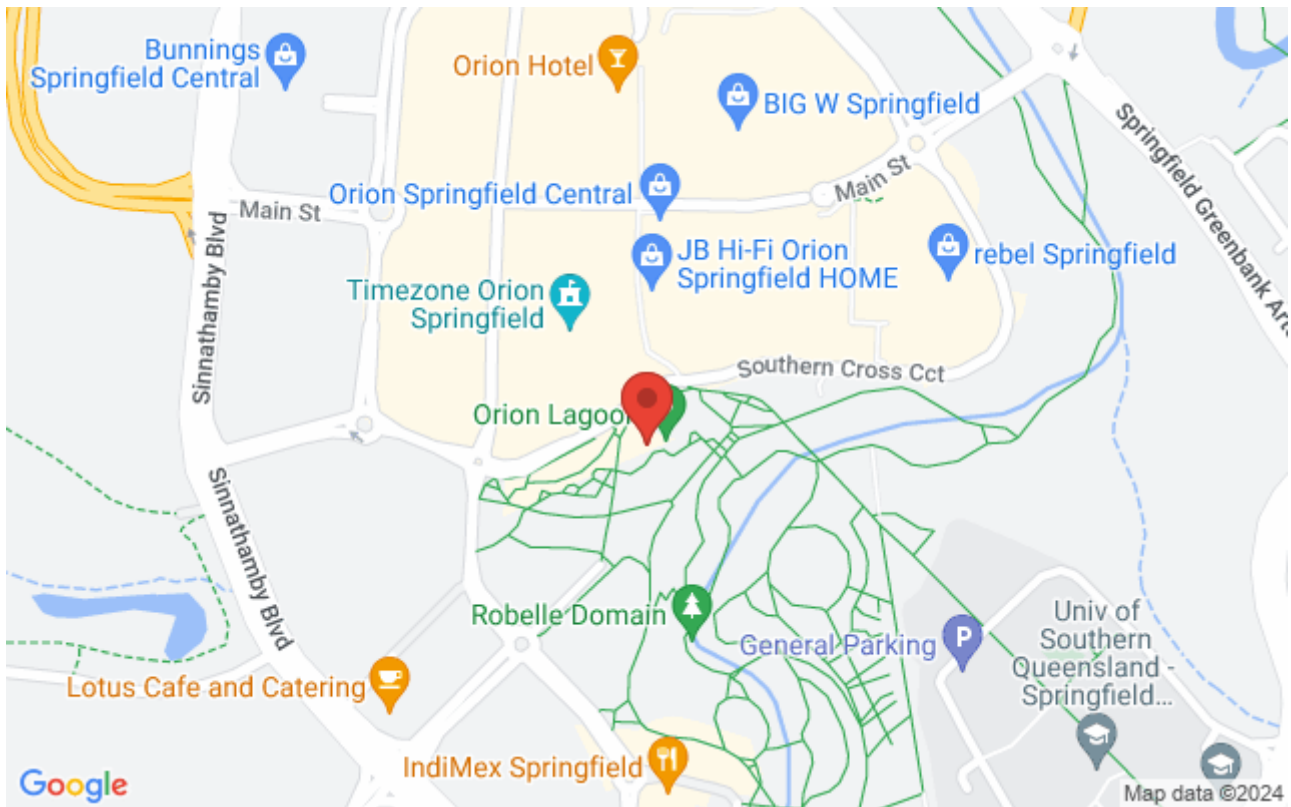 Bunnings
Springfield Central
Orion Hotel
BIG W Springfield
Springfield Greenbank Arte
Orion Springfield Central
Main St
Main St
JB Hi-Fi Orion
Springfield HOME
rebel Springfield
Sinnathamby Blvd
Timezone Orion
Springfield
Southern Cross Cct
Orion Lagoon
Sinnathamby Blvd
Robelle Domain
General Parking
P
Univ of
Southern
Queensland -
Springfield...
Lotus Cafe and Catering
IndiMex Springfield
Google
Map data ©2024